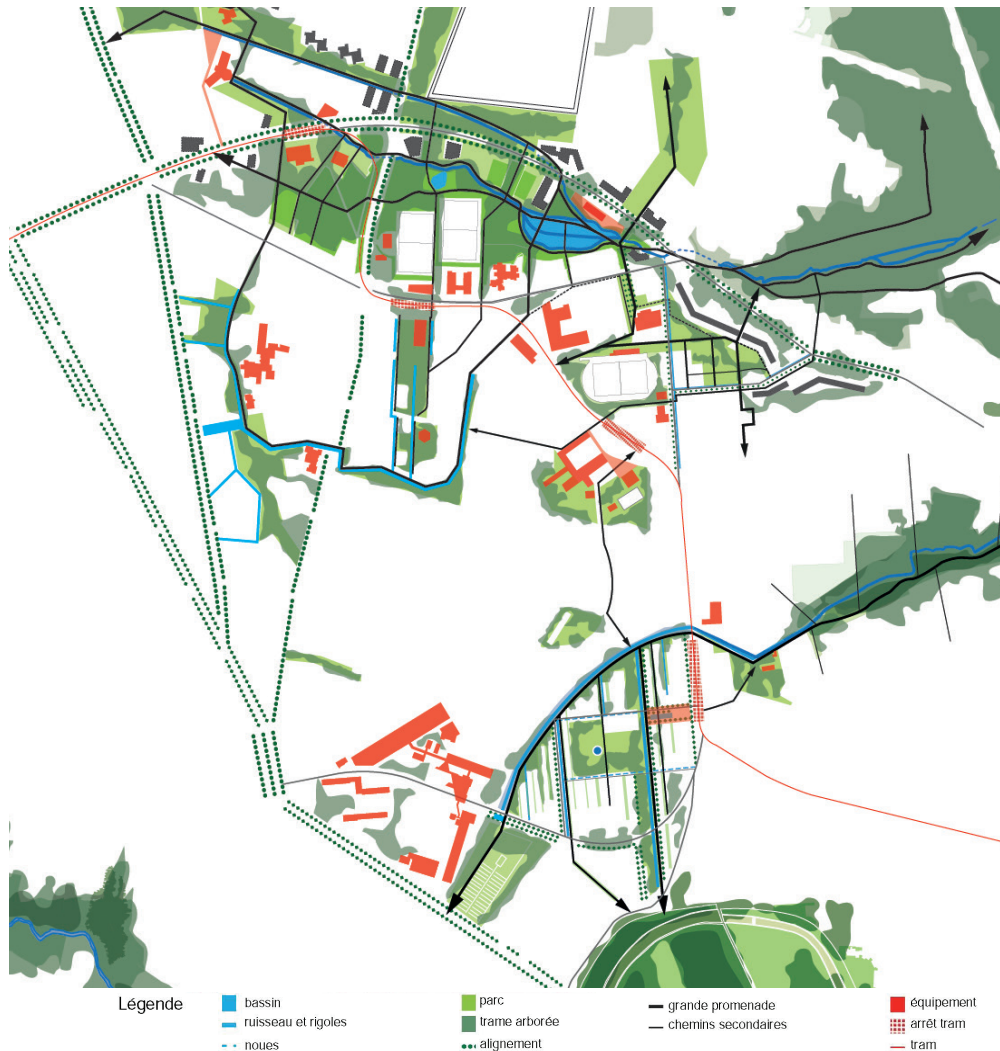 Légende
bassin
ruisseau et rigoles
noues
parc
trame arborée
alignement
grande promenade
chemins secondaires
équipement
arrêt tram
tram